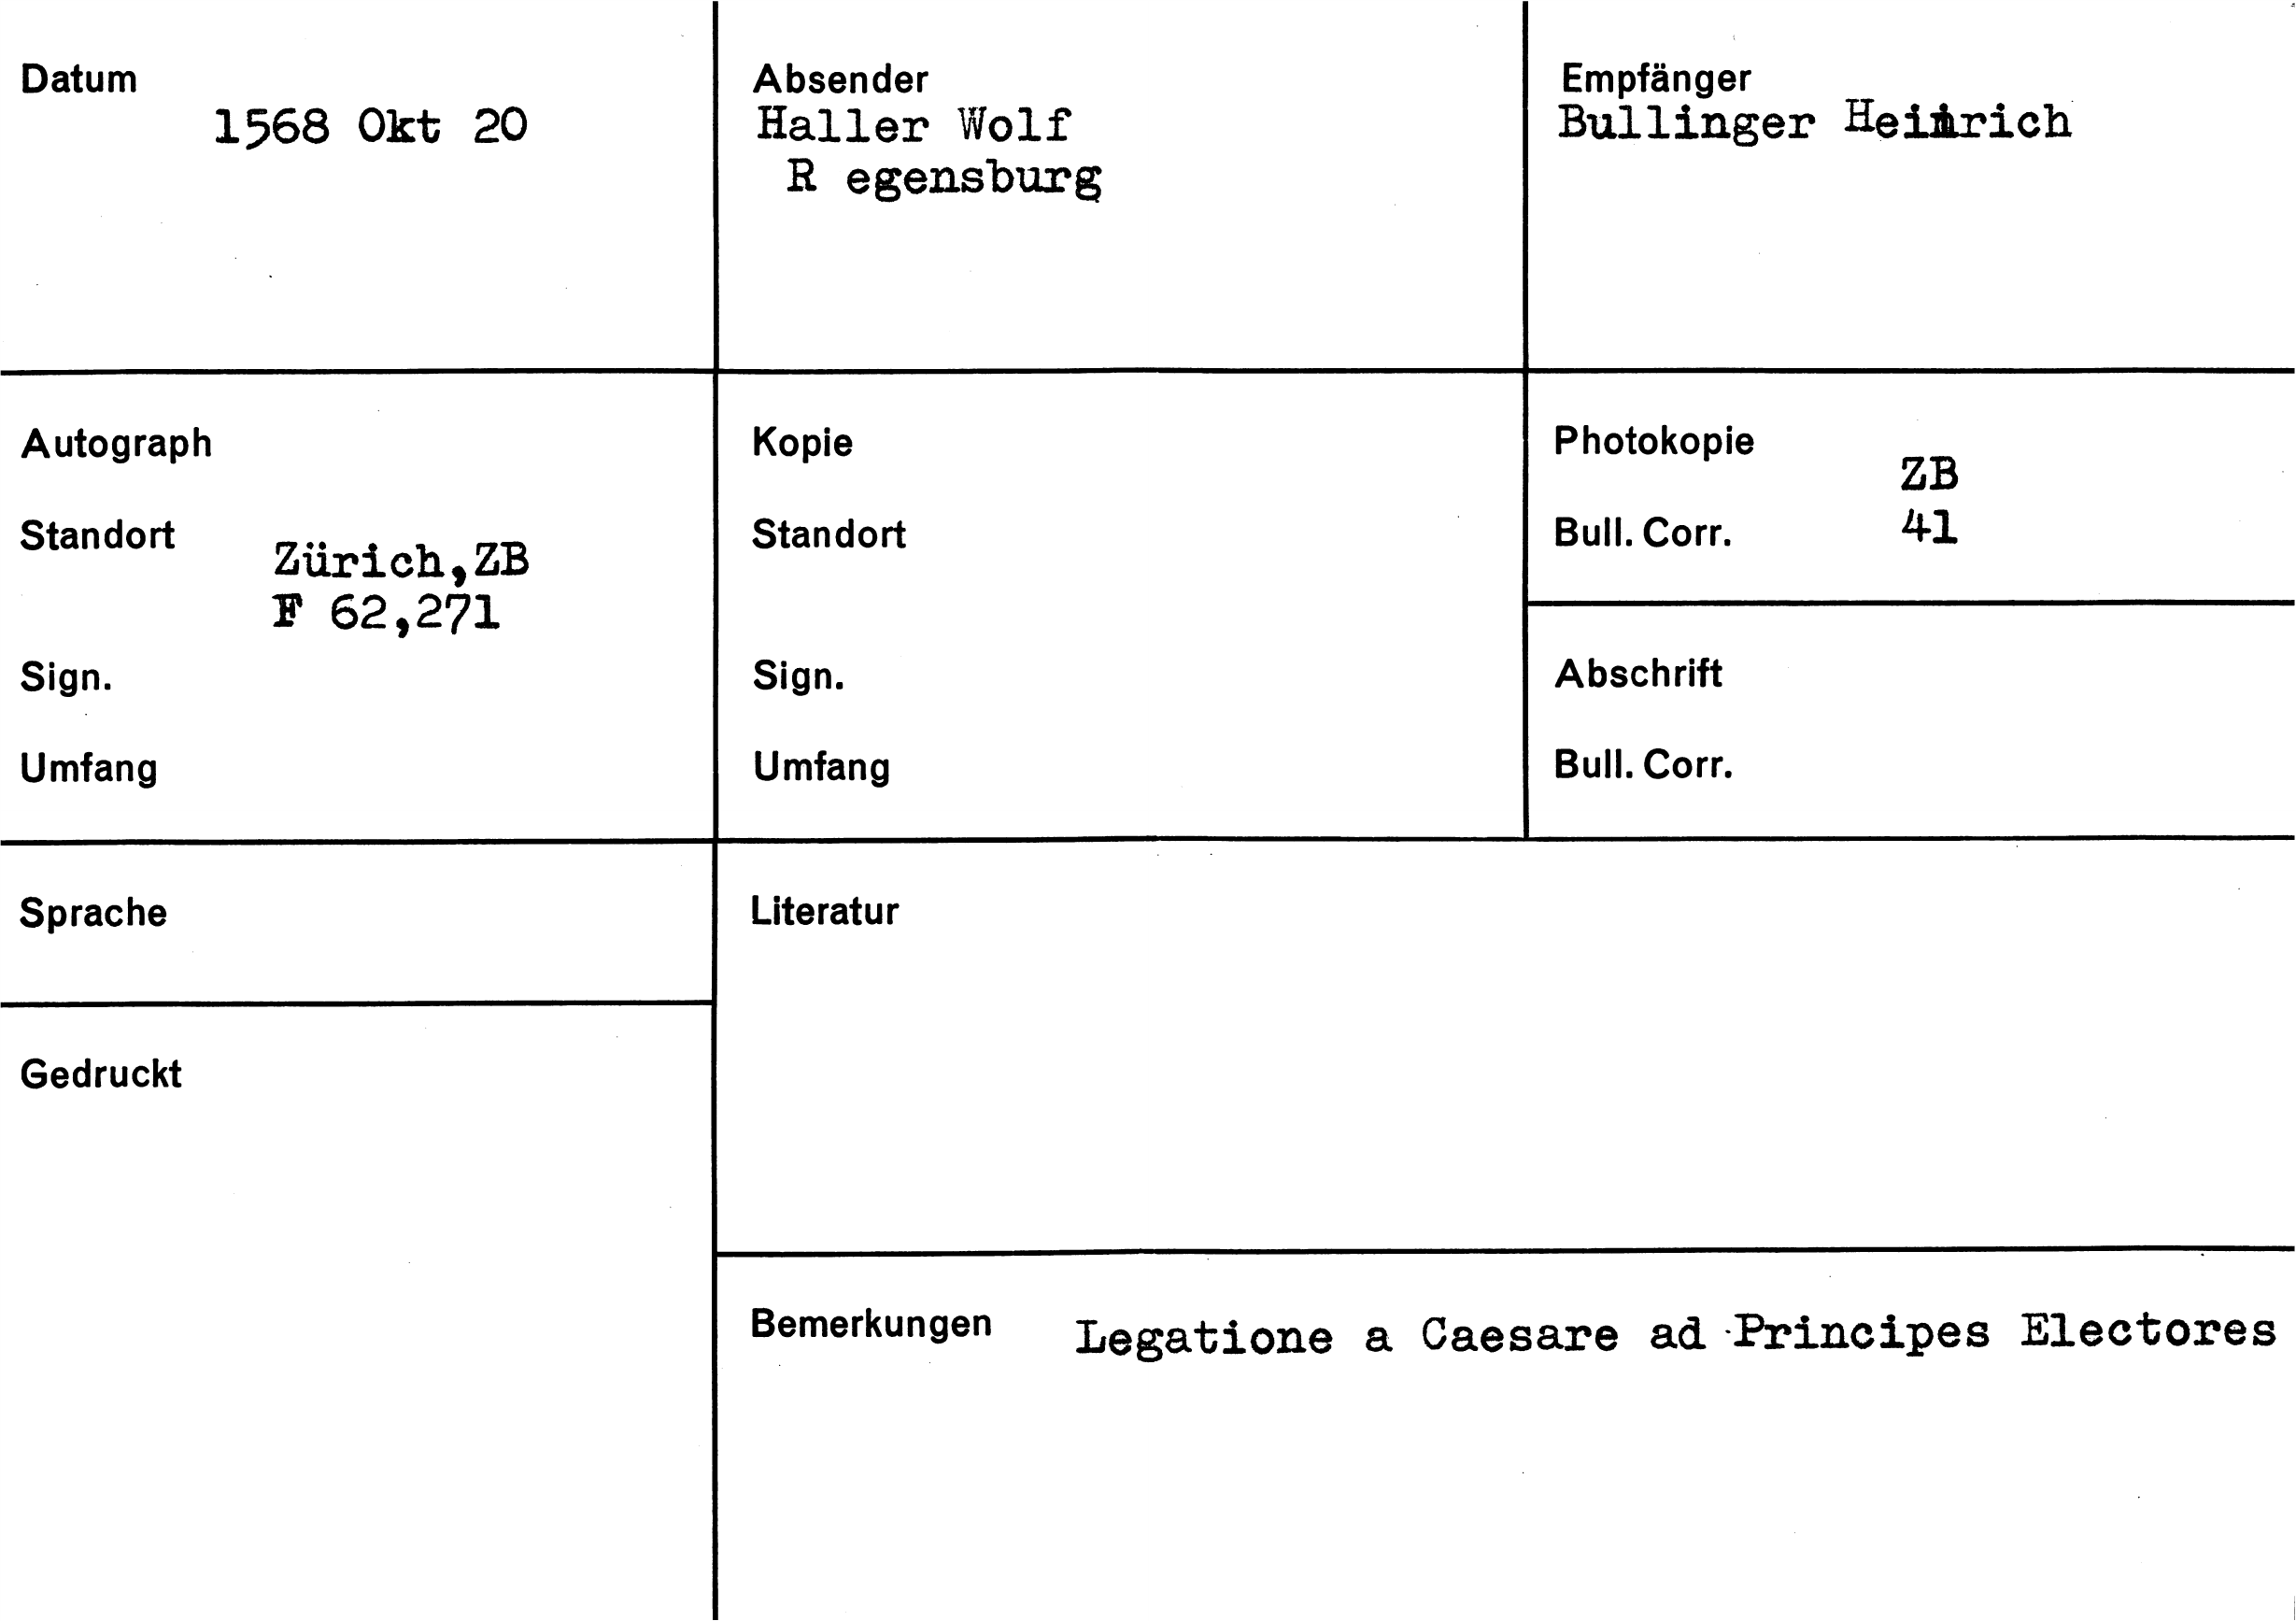 Datum
1568 Okt 20
Absender
Haller Wolf
R egensburg
Empfänger
Bullinger Heinrich
Autograph
Standort
Zürich,ZB
F 62,271
Sign.
Umfang
Kopie
Standort
Sign.
Umfang
Photokopie
ZB
Bull. Corr. 41
Abschrift
Bull. Corr.
Sprache
Gedruckt
Literatur
Bemerkungen Legatione a Caesare ad Principes Electores